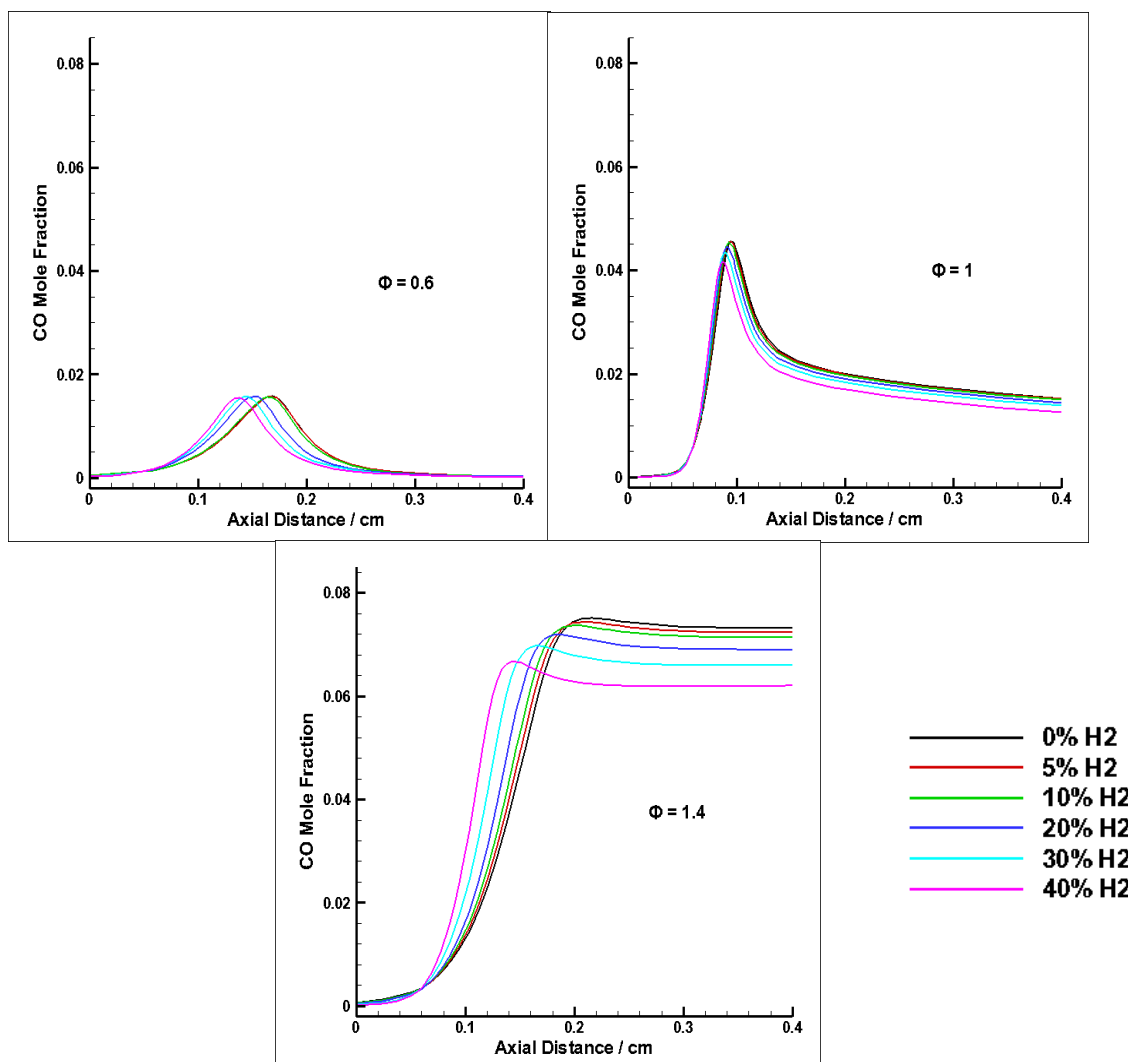 CO Mole Fraction
0.08
0.06
0.04
0.02
0
Φ = 0.6
0
0.1
0.2
0.3
0.4
Axial Distance / cm
CO Mole Fraction
0.08
0.06
0.04
0.02
0
Φ = 1
0
0.1
0.2
0.3
0.4
Axial Distance / cm
CO Mole Fraction
0.08
0.06
0.04
0.02
0
Φ = 1.4
0
0.1
0.2
0.3
0.4
Axial Distance / cm
0% H2
5% H2
10% H2
20% H2
30% H2
40% H2